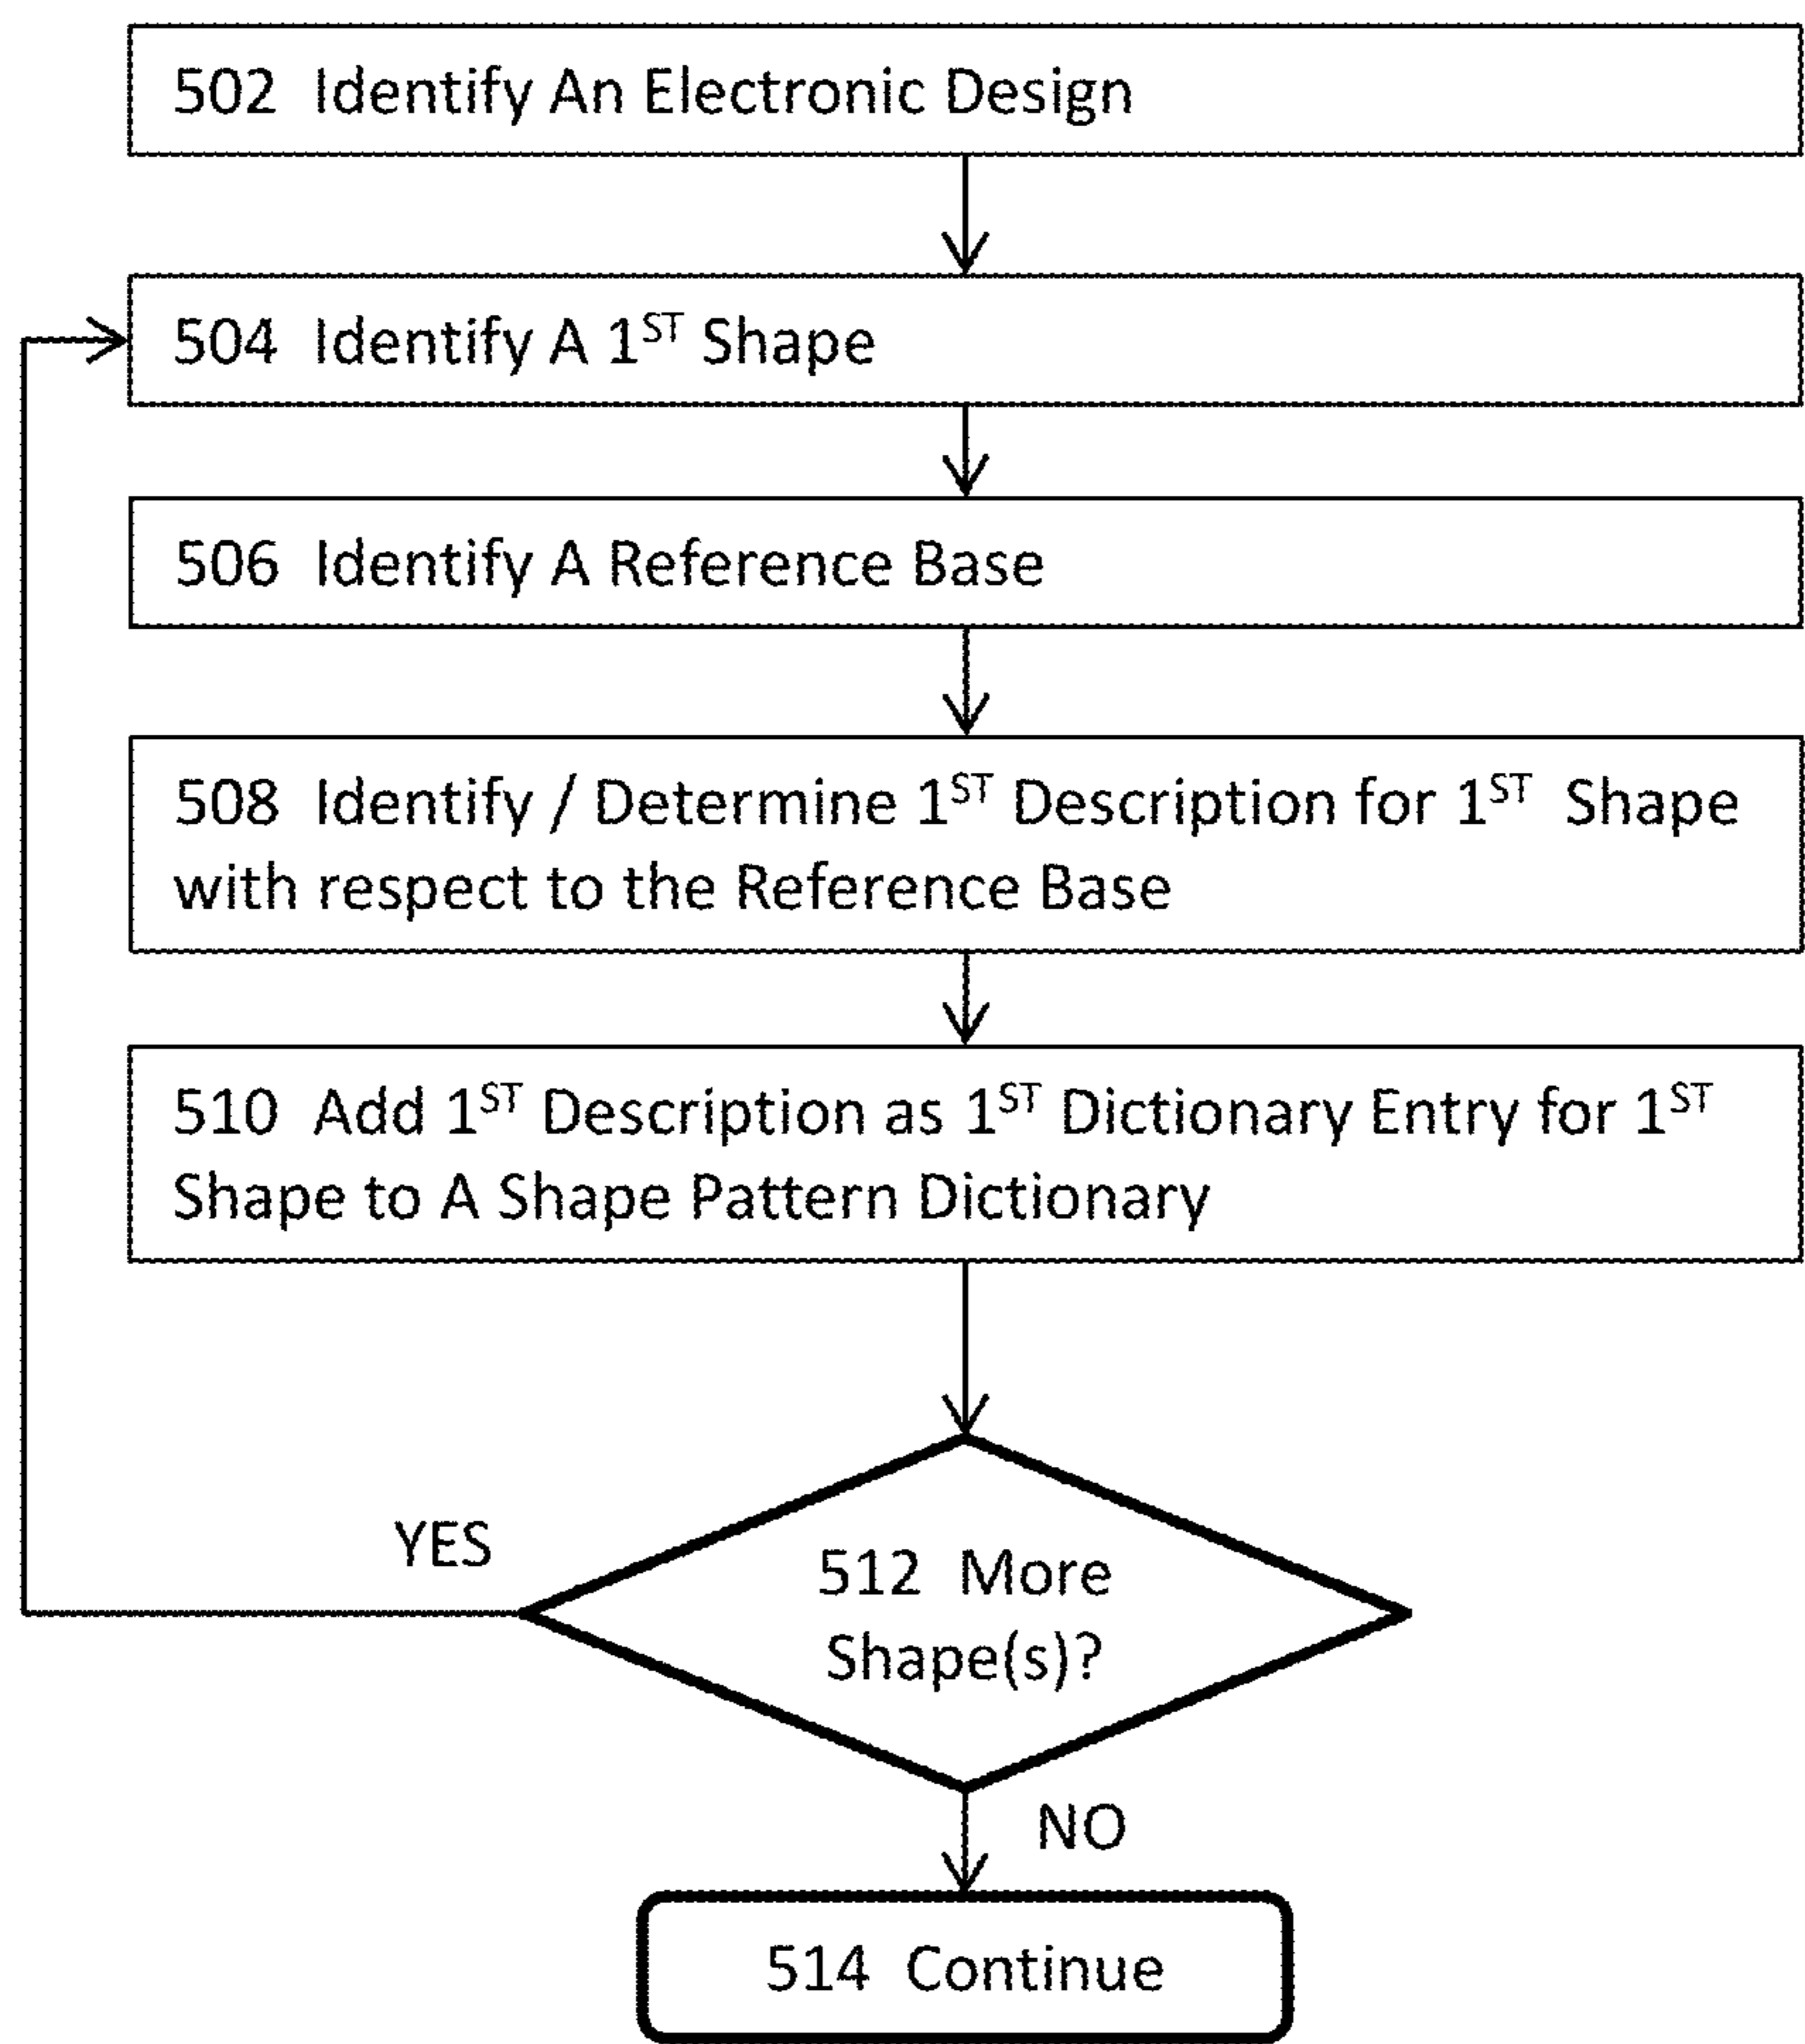 502 Identify An Electronic Design
504 Identify A 1ST Shape
506 Identify A Reference Base
508 Identify / Determine 1ST Description for 1ST Shape
with respect to the Reference Base
510 Add 1ST Description as 1ST Dictionary Entry for 1ST
Shape to A Shape Pattern Dictionary
YES
512 More
Shape(s)?
NO
514 Continue